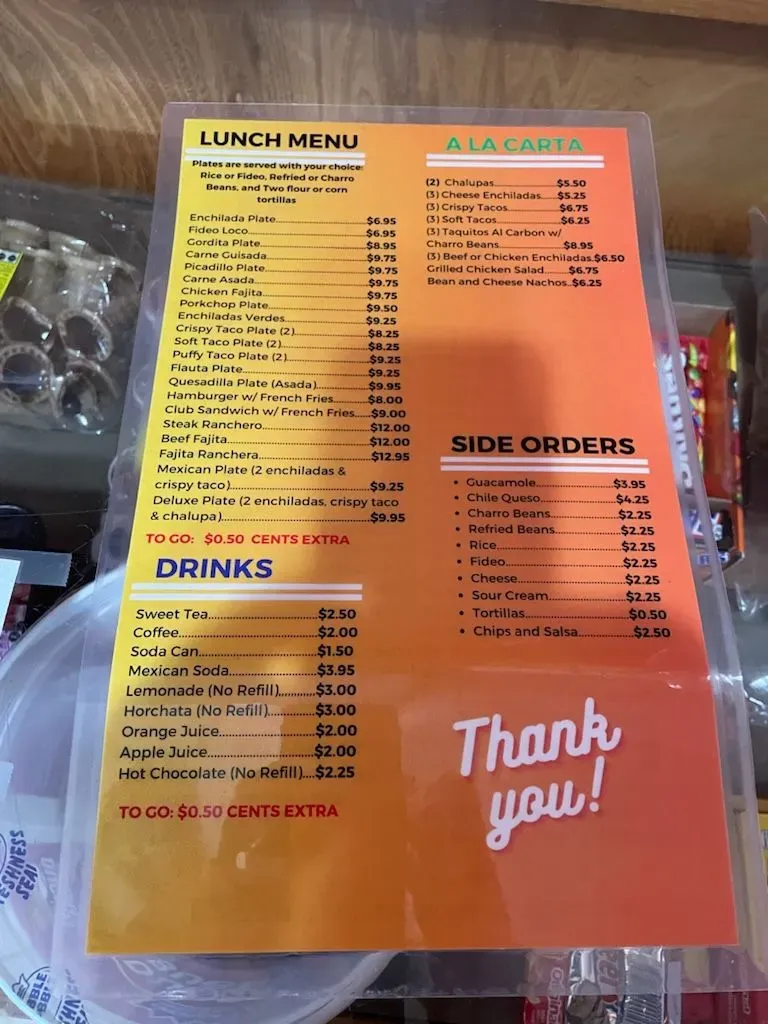 LUNCH MENU
Plates are served with your choice:
Rice or Fideo, Refried or Charro
Beans, and Two flour or corn
tortillas
Enchilada Plate..............................$6.95
Fideo Loco..............................$6.95
Gordita Plate..............................$8.95
Carne Guisada..............................$9.75
Picadillo Plate..............................$9.75
Carne Asada..............................$9.75
Chicken Fajita..............................$9.75
Porkchop Plate..............................$9.50
Enchiladas Verdes..............................$9.25
Crispy Taco Plate (2)..............................$8.25
Soft Taco Plate (2)..............................$8.25
Puffy Taco Plate (2)..............................$9.25
Flauta Plate..............................$9.25
Quesadilla Plate (Asada)....................$9.95
Hamburger w/ French Fries..........$8.00
Club Sandwich w/ French Fries.....$9.00
Steak Ranchero..............................$12.00
Beef Fajita..............................$12.00
Fajita Ranchera..............................$12.95
Mexican Plate (2 enchiladas &
crispy taco)..............................$9.25
Deluxe Plate (2 enchiladas, crispy taco
& chalupa)..............................$9.95
TO GO: $0.50 CENTS EXTRA
DRINKS
Sweet Tea......................$2.50
Coffee..........................$2.00
Soda Can.......................$1.50
Mexican Soda.................$3.95
Lemonade (No Refill)..........$3.00
Horchata (No Refill)...........$3.00
Orange Juice...................$2.00
Apple Juice.....................$2.00
Hot Chocolate (No Refill)....$2.25
TO GO: $0.50 CENTS EXTRA
A LA CARTA
(2) Chalupas................$5.50
(3) Cheese Enchiladas......$5.25
(3) Crispy Tacos.............$6.75
(3) Soft Tacos................$6.25
(3) Taquitos Al Carbon w/
Charro Beans................$8.95
(3) Beef or Chicken Enchiladas.$6.50
Grilled Chicken Salad.......$6.75
Bean and Cheese Nachos..$6.25
SIDE ORDERS
• Guacamole....................$3.95
• Chile Queso....................$4.25
• Charro Beans..................$2.25
• Refried Beans..................$2.25
• Rice..............................$2.25
• Fideo............................$2.25
• Cheese..........................$2.25
• Sour Cream....................$2.25
• Tortillas.........................$0.50
• Chips and Salsa...............$2.50
Thank
you!